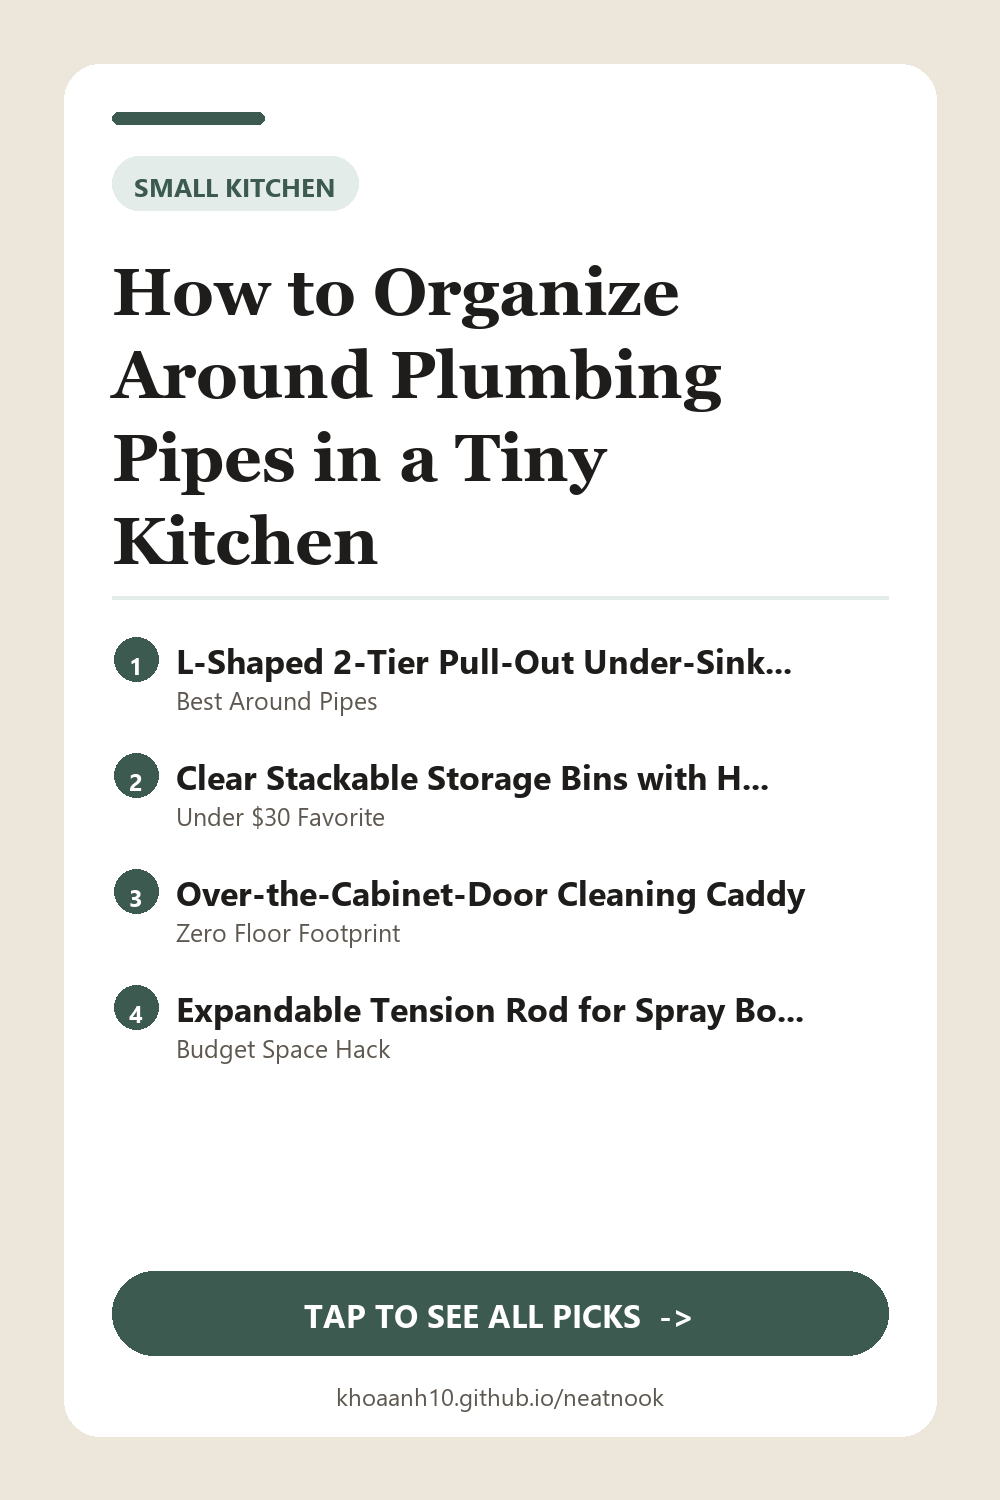 SMALL KITCHEN
How to Organize
Around Plumbing
Pipes in a Tiny
Kitchen
1 L-Shaped 2-Tier Pull-Out Under-Sink...
Best Around Pipes
2 Clear Stackable Storage Bins with H...
Under $30 Favorite
3 Over-the-Cabinet-Door Cleaning Caddy
Zero Floor Footprint
4 Expandable Tension Rod for Spray Bo...
Budget Space Hack
TAP TO SEE ALL PICKS ->
khoaanh10.github.io/neatnook